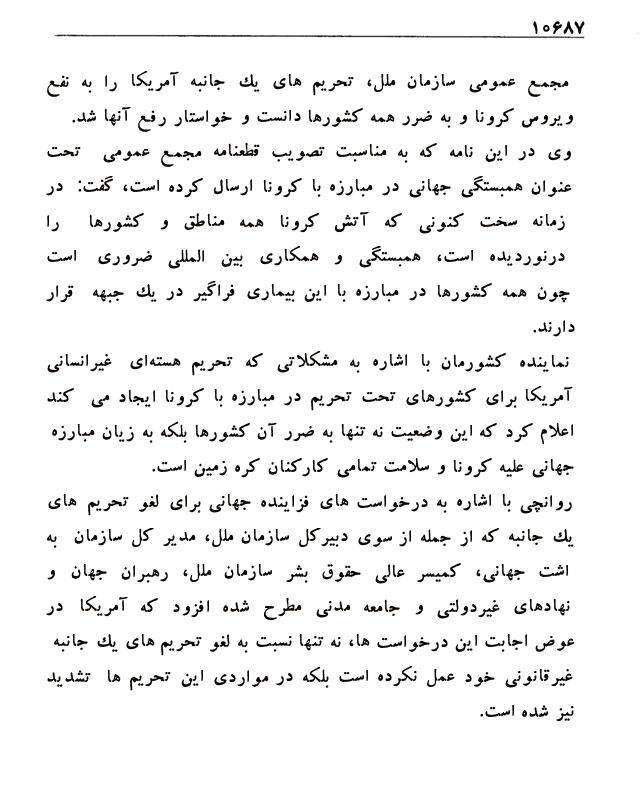 ۱۰۶۸۷
مجمع عمومی سازمان ملل، تحریم های یك جانبه آمریکا را به نفع
ویروس کرونا و به ضرر همه کشورها دانست و خواستار رفع آنها شد.
وی در این نامه که به مناسبت تصویب قطعنامه مجمع عمومی تحت
عنوان همبستگی جهانی در مبارزه با کرونا ارسال کرده است، گفت: در
زمانه سخت کنونی که آتش کرونا همه مناطق و کشورها را
درنوردیده است، همبستگی و همکاری بین المللی ضروری است
چون همه کشورها در مبارزه با این بیماری فراگیر در یك جبهه قرار
دارند.
نماینده کشورمان با اشاره به مشکلاتی که تحریم هسته‌ای غیرانسانی
آمریکا برای کشورهای تحت تحریم در مبارزه با کرونا ایجاد می کند
اعلام کرد که این وضعیت نه تنها به ضرر آن کشورها بلکه به زیان مبارزه
جهانی علیه کرونا و سلامت تمامی کارکنان کره زمین است.
روانچی با اشاره به درخواست های فزاینده جهانی برای لغو تحریم های
یك جانبه که از جمله از سوی دبیرکل سازمان ملل، مدیر کل سازمان به
اشت جهانی، کمیسر عالی حقوق بشر سازمان ملل، رهبران جهان و
نهادهای غیردولتی و جامعه مدنی مطرح شده افزود که آمریکا در
عوض اجابت این درخواست ها، نه تنها نسبت به لغو تحریم های یك جانبه
غیرقانونی خود عمل نکرده است بلکه در مواردی این تحریم ها تشدید
نیز شده است.